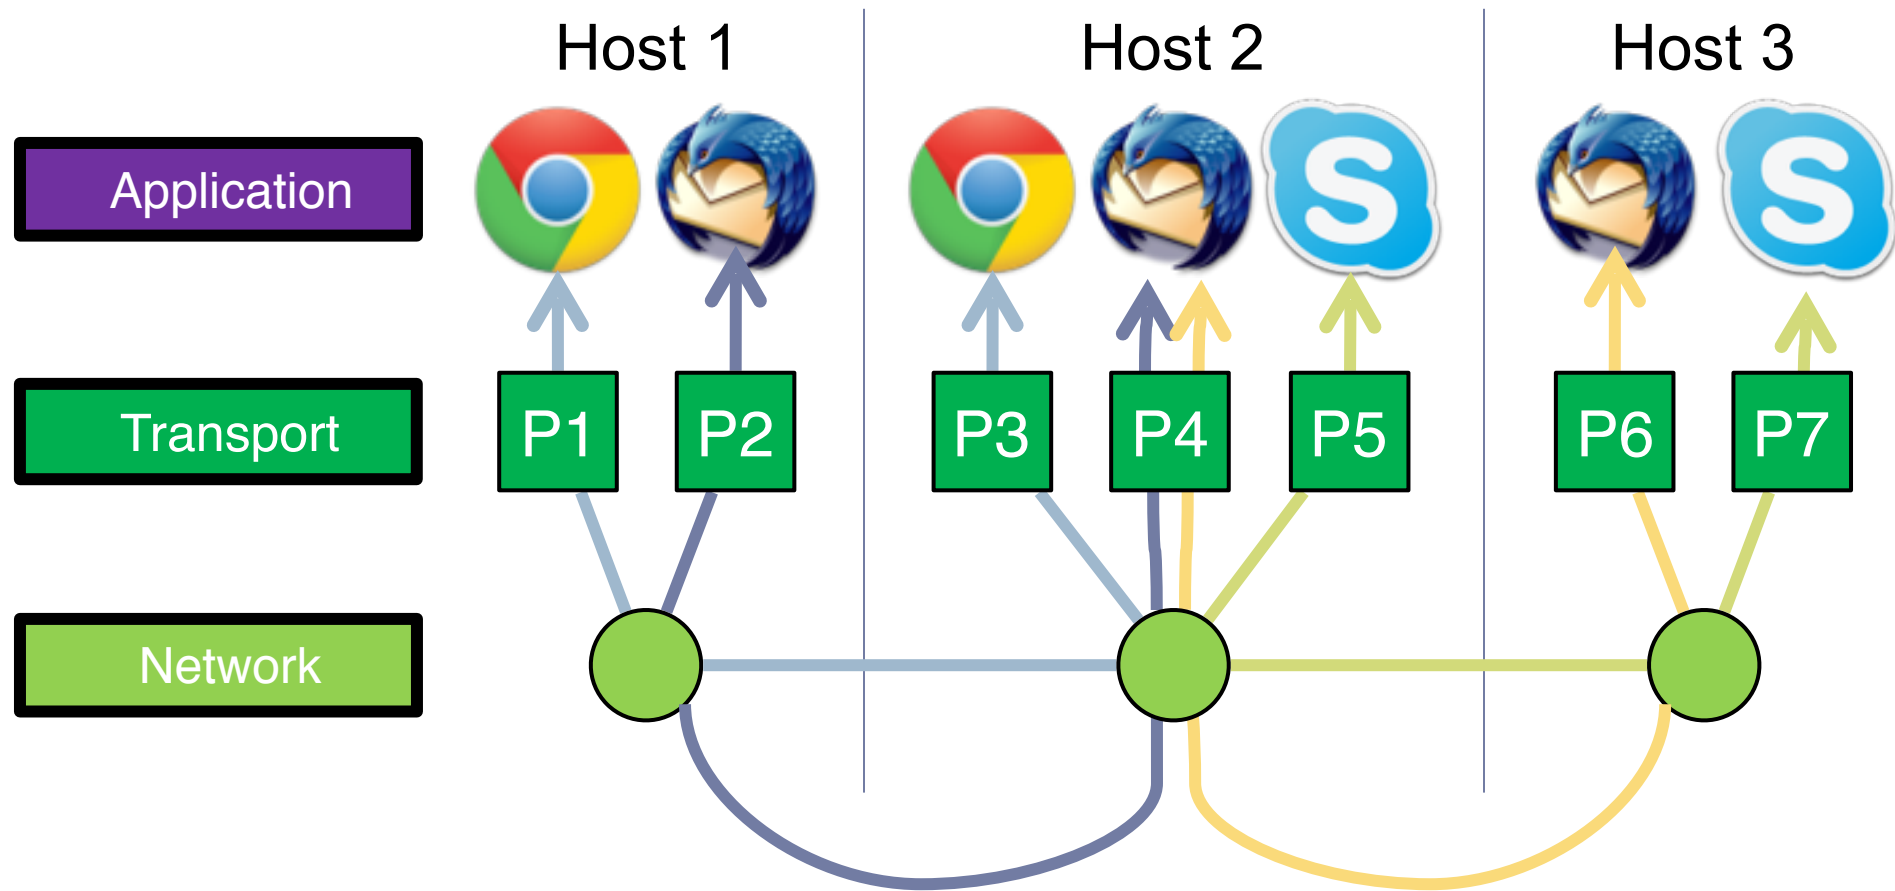 Host 1
Host 2
Host 3
Application
S
S
Transport
P1
P2
P3
P4
P5
P6
P7
Network